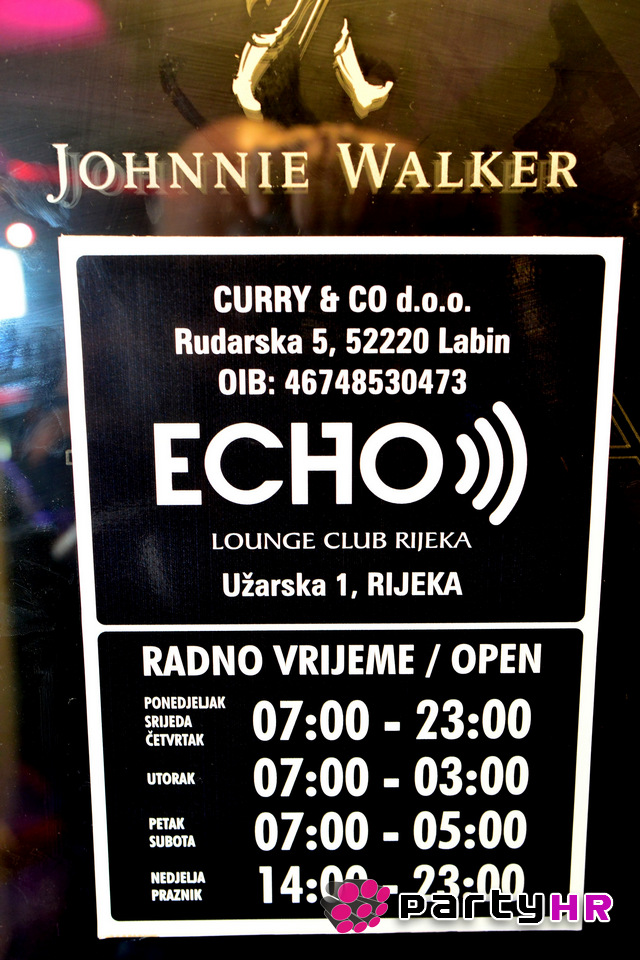 JOHNNIE WALKER
CURRY & CO d.o.o.
Rudarska 5, 52220 Labin
OIB: 46748530473
ECHO
LOUNGE CLUB RIJEKA
Užarska 1, RIJEKA
RADNO VRIJEME / OPEN
PONEDJELJAK
SRIJEDA
ČETVRTAK
07:00 - 23:00
UTORAK
07:00 - 03:00
PETAK
SUBOTA
07:00 - 05:00
NEDJELJA
PRAZNIK
14:00 - 23:00
partyHR